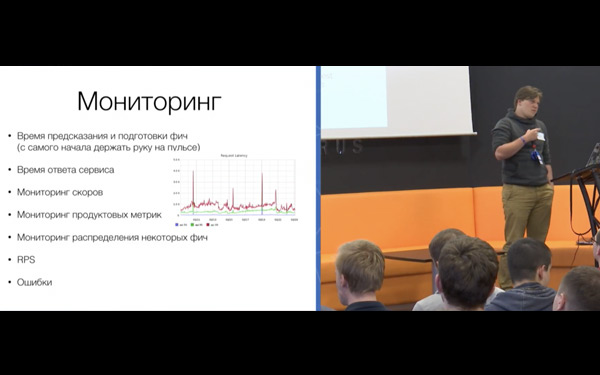 Мониторинг
• Время предсказания и подготовки фич
(с самого начала держать руку на пульсе)
• Время ответа сервиса
• Мониторинг скоров
• Мониторинг продуктовых метрик
• Мониторинг распределения некоторых фич
• RPS
• Ошибки
Request Latency
RUS